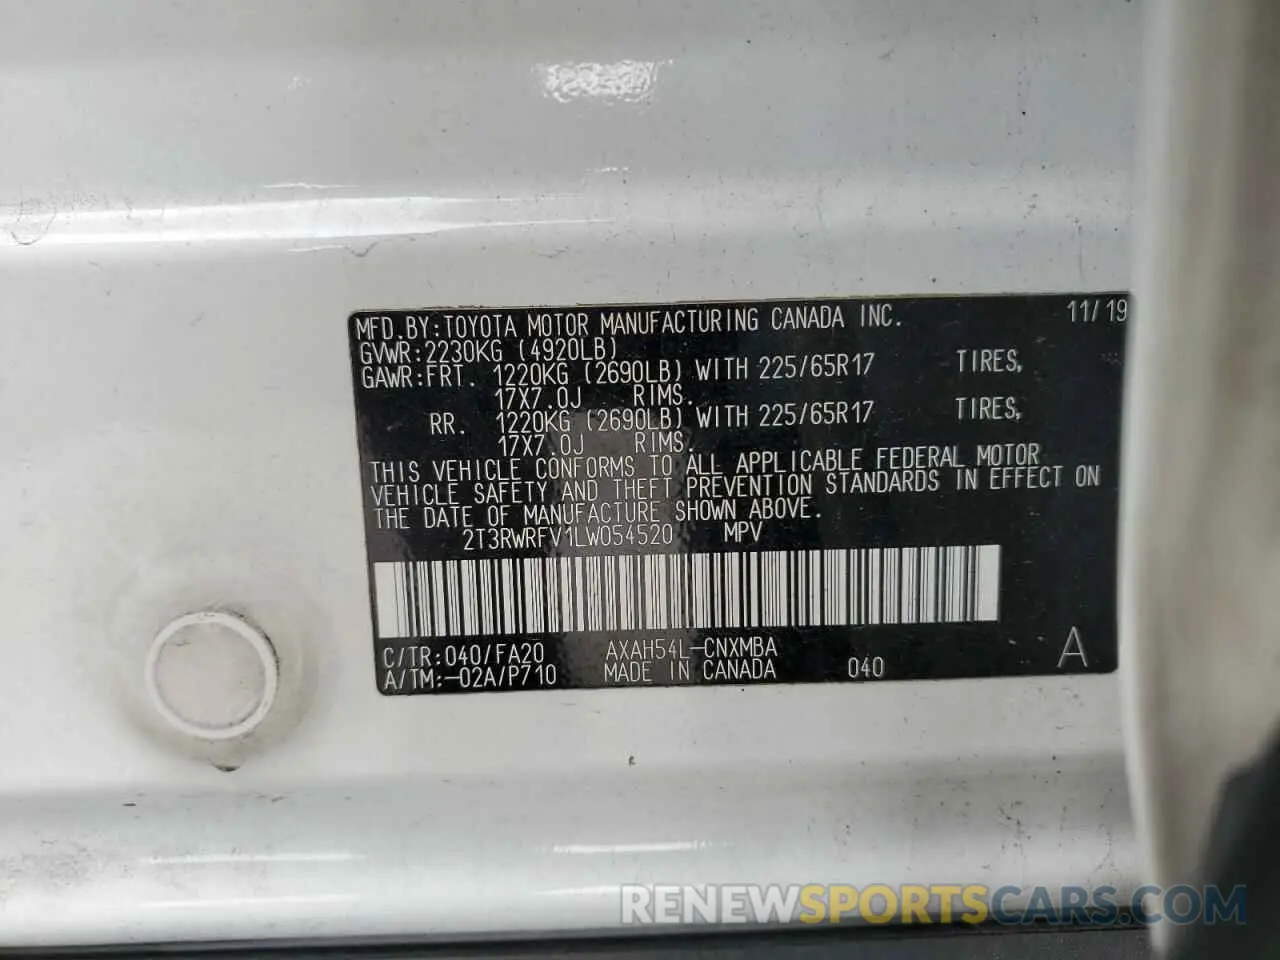 MFD.BY:TOYOTA MOTOR MANUFACTURING CANADA INC. 11/19
GVWR:2230KG (4920LB)
GAWR:FRT. 1220KG (2690LB) WITH 225/65R17 TIRES,
17X7.0J RIMS.
RR. 1220KG (2690LB) WITH 225/65R17 TIRES,
17X7.0J RIMS.
THIS VEHICLE CONFORMS TO ALL APPLICABLE FEDERAL MOTOR
VEHICLE SAFETY AND THEFT PREVENTION STANDARDS IN EFFECT ON
THE DATE OF MANUFACTURE SHOWN ABOVE.
2T3RWRFV1LW054520 MPV
C/TR:040/FA20 AXAH54L-CNXMBA
A/TM:-02A/P710 MADE IN CANADA 040 A
RENEWSPORTSCARS.COM